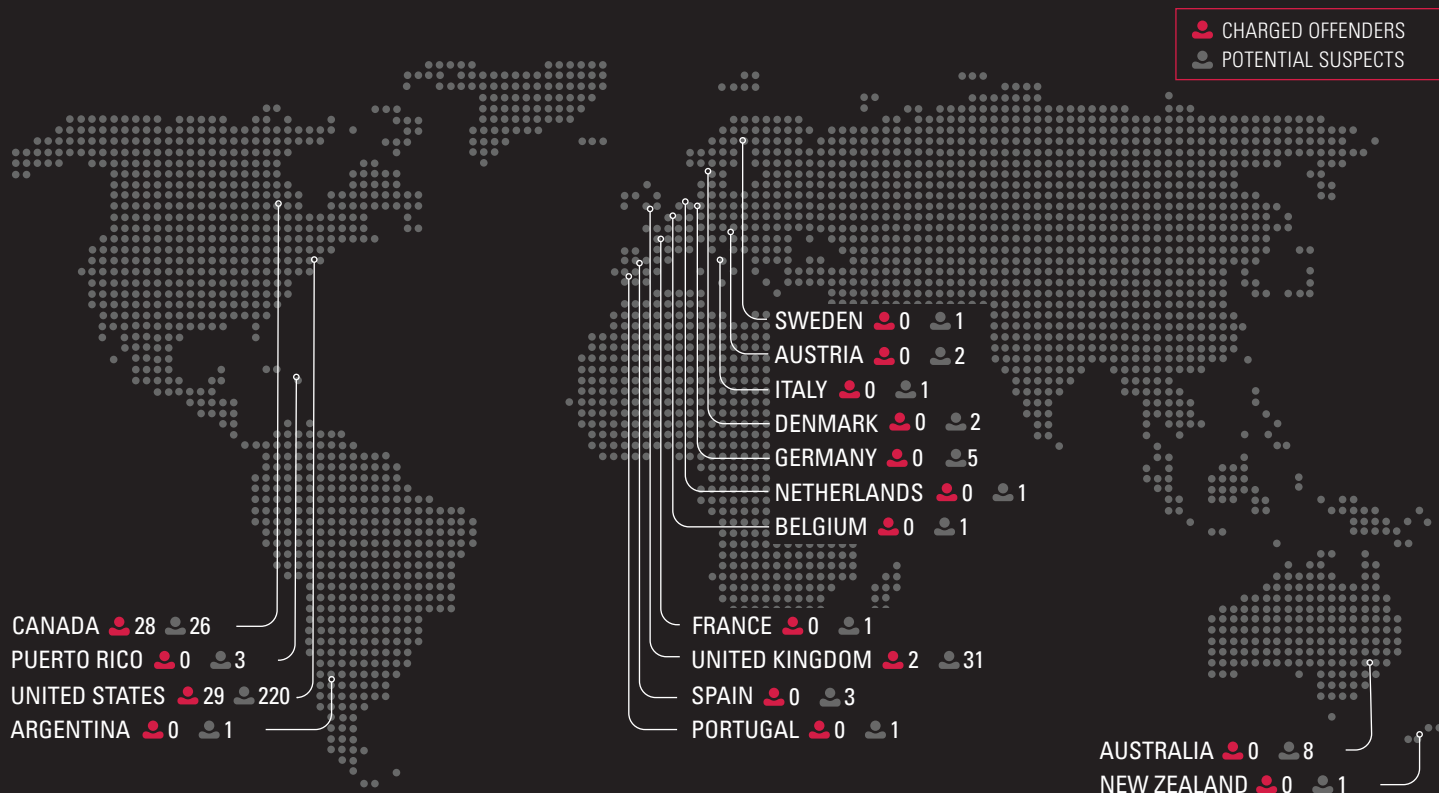 CHARGED OFFENDERS
POTENTIAL SUSPECTS
SWEDEN 0 1
AUSTRIA 0 2
ITALY 0 1
DENMARK 0 2
GERMANY 0 5
NETHERLANDS 0 1
BELGIUM 0 1
CANADA 28 26
PUERTO RICO 0 3
UNITED STATES 29 220
ARGENTINA 0 1
FRANCE 0 1
UNITED KINGDOM 2 31
SPAIN 0 3
PORTUGAL 0 1
AUSTRALIA 0 8
NEW ZEALAND 0 1